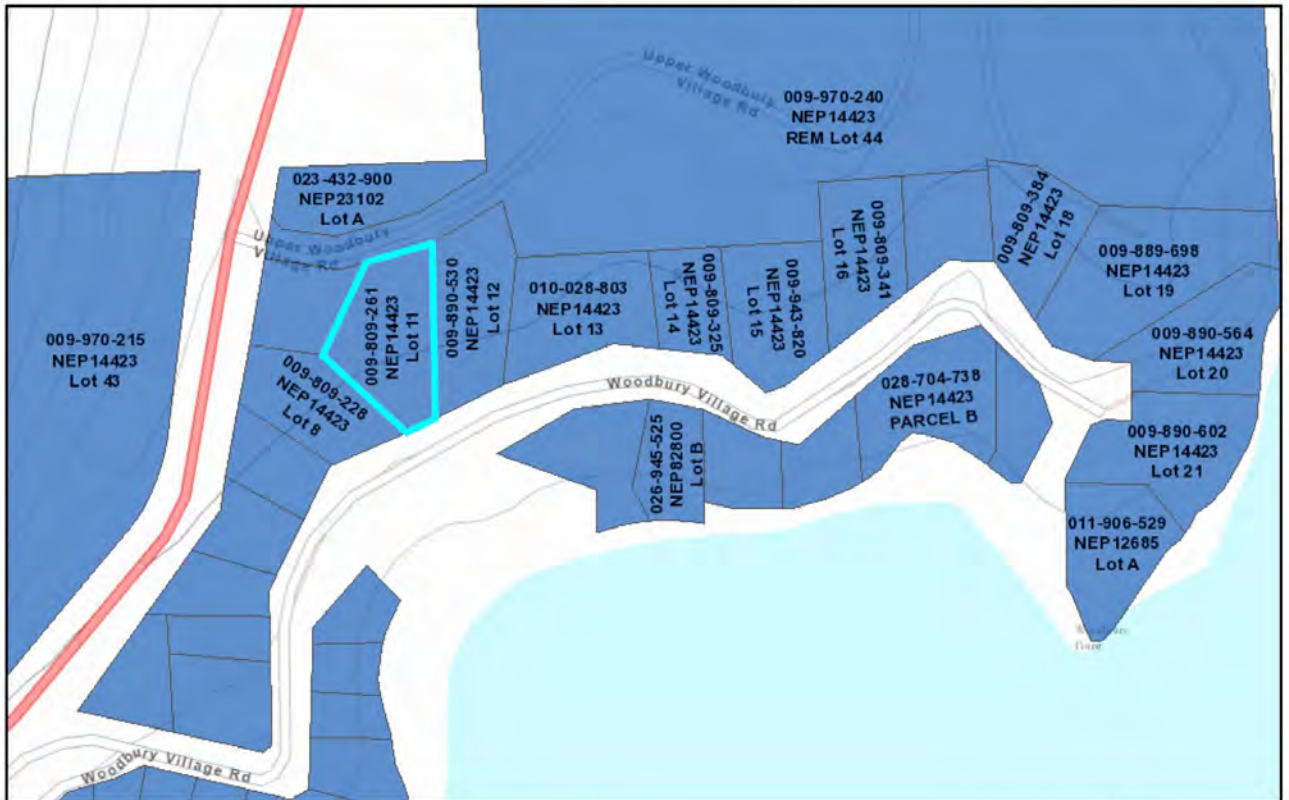 Upper Woodbury
Village Rd
009-970-240
NEP14423
REM Lot 44
023-432-900
NEP23102
Lot A
Upper Woodbury
Village Rd
009-809-261
NEP14423
Lot 11
009-890-530
NEP14423
Lot 12
010-028-803
NEP14423
Lot 13
009-809-325
NEP14423
Lot 14
009-943-820
NEP14423
Lot 15
009-809-341
NEP14423
Lot 16
009-809-384
NEP14423
Lot 18
009-889-698
NEP14423
Lot 19
009-970-215
NEP14423
Lot 43
009-809-228
NEP14423
Lot 8
009-890-564
NEP14423
Lot 20
Woodbury Village Rd
028-704-738
NEP14423
PARCEL B
026-945-525
NEP82800
Lot B
009-890-602
NEP14423
Lot 21
011-906-529
NEP12685
Lot A
Woodbury
Woodbury Village Rd